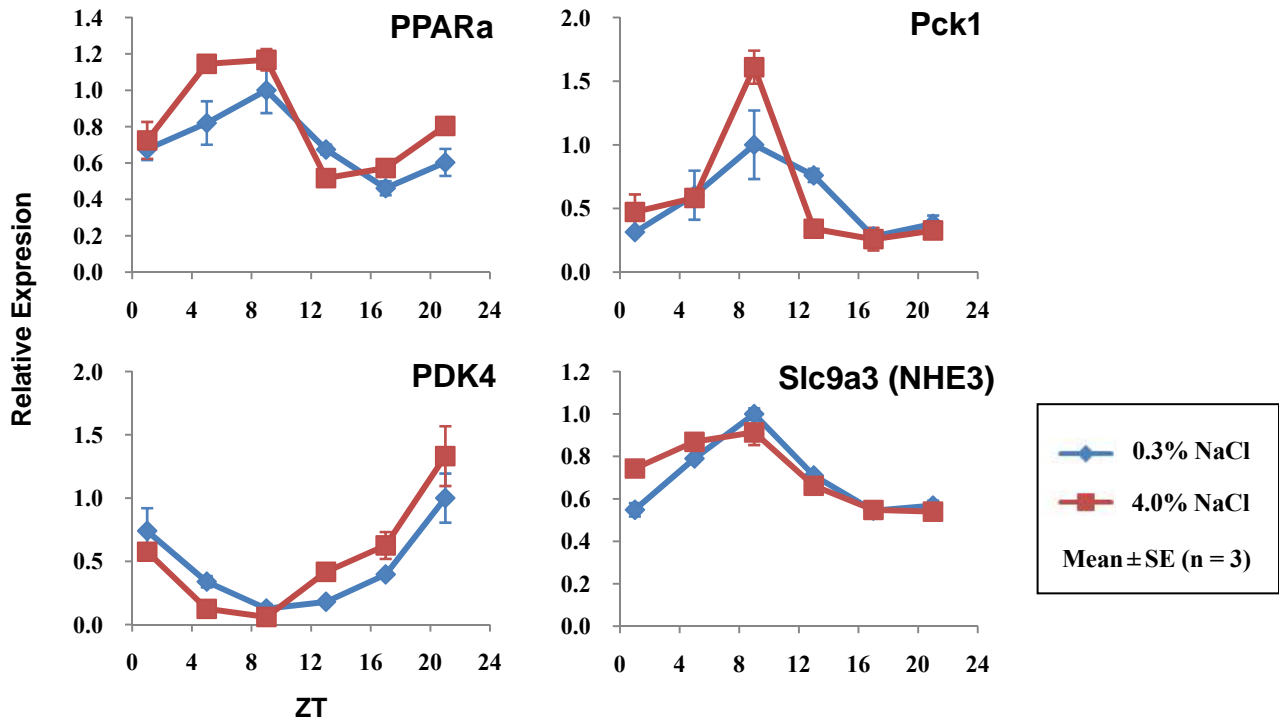 Relative Expresion
PPARa
1.4
1.2
1.0
0.8
0.6
0.4
0.2
0.0
0 4 8 12 16 20 24
Pck1
2.0
1.5
1.0
0.5
0.0
0 4 8 12 16 20 24
PDK4
2.0
1.5
1.0
0.5
0.0
0 4 8 12 16 20 24
ZT
Slc9a3 (NHE3)
1.2
1.0
0.8
0.6
0.4
0.2
0.0
0 4 8 12 16 20 24
0.3% NaCl
4.0% NaCl
Mean ± SE (n = 3)